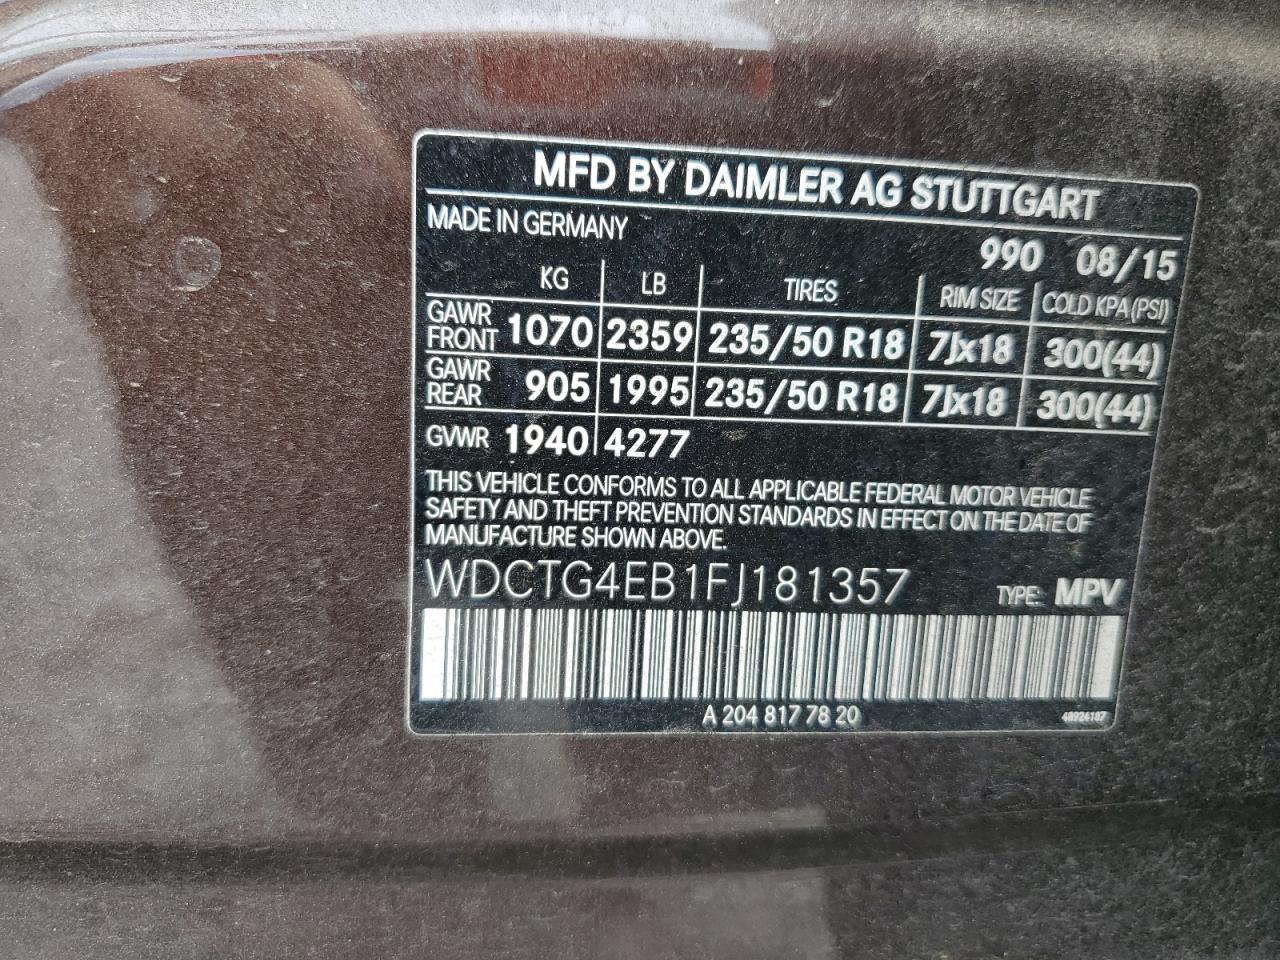 MFD BY DAIMLER AG STUTTGART
MADE IN GERMANY
990 08/15
KG LB TIRES RIM SIZE COLD KPA (PSI)
GAWR FRONT 1070 2359 235/50 R18 7Jx18 300(44)
GAWR REAR 905 1995 235/50 R18 7Jx18 300(44)
GVWR 1940 4277
THIS VEHICLE CONFORMS TO ALL APPLICABLE FEDERAL MOTOR VEHICLE
SAFETY AND THEFT PREVENTION STANDARDS IN EFFECT ON THE DATE OF
MANUFACTURE SHOWN ABOVE.
WDCTG4EB1FJ181357 TYPE: MPV
A 204 817 78 20